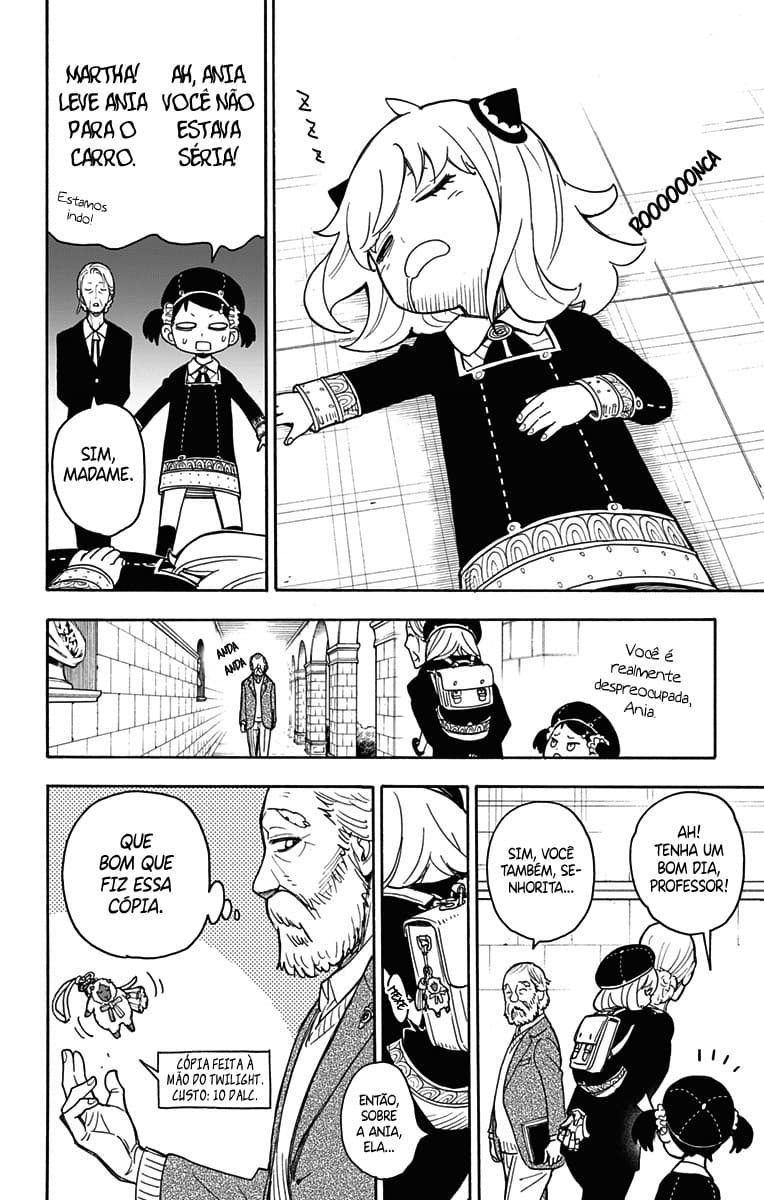 Z
Z
Z
ROOOOOONCA
AH, ANIA
VOCÊ NÃO
ESTAVA
SÉRIA!
MARTHA!
LEVE ANIA
PARA O
CARRO.
Estamos
indo!
SIM,
MADAME.
Você é
realmente
despreocupada,
Ania.
ANDA
ANDA
AH!
TENHA UM
BOM DIA,
PROFESSOR!
SIM, VOCÊ
TAMBÉM, SE-
NHORITA...
ENTÃO,
SOBRE
A ANIA,
ELA...
QUE
BOM QUE
FIZ ESSA
CÓPIA.
CÓPIA FEITA À
MÃO DO TWILIGHT.
CUSTO: 10 DALC.